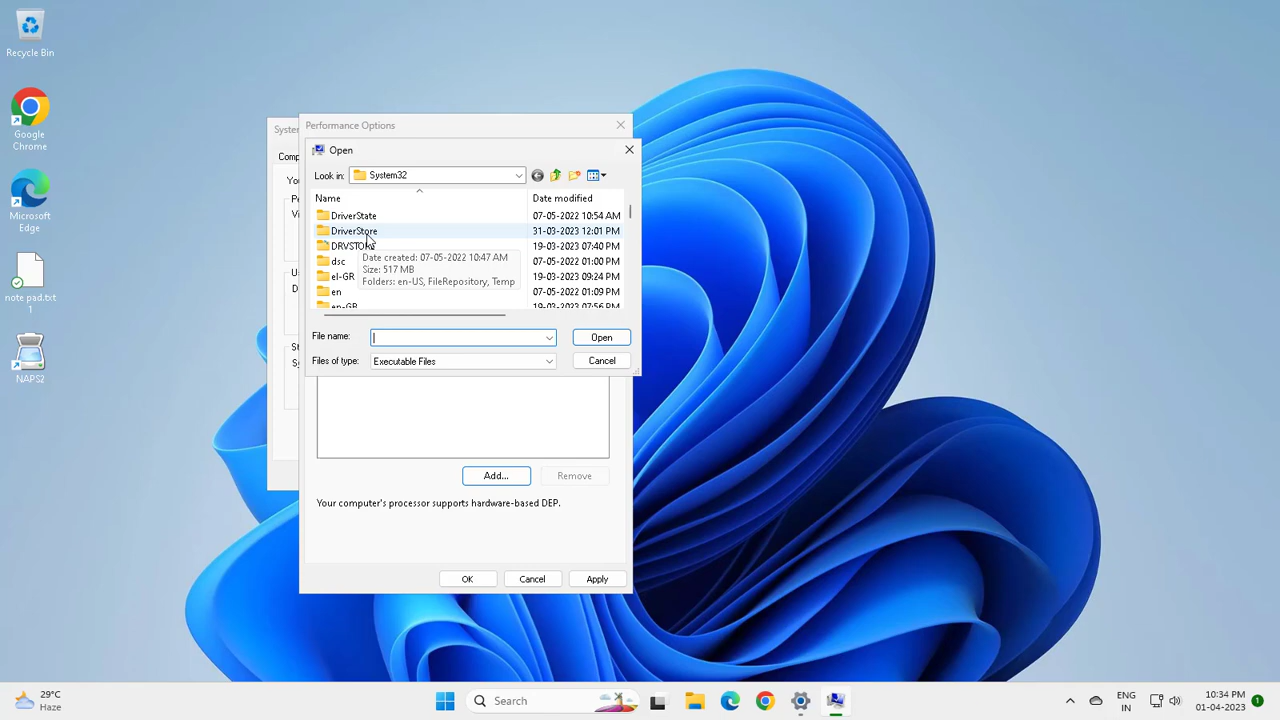 Recycle Bin
Google
Chrome
Microsoft
Edge
note pad.txt
1
NAPS2
Performance Options
Open
Look in:
System32
Name
Date modified
DriverState
07-05-2022 10:54 AM
DriverStore
31-03-2023 12:01 PM
DRVSTORE
19-03-2023 07:40 PM
dsc
07-05-2022 01:00 PM
el-GR
19-03-2023 09:24 PM
en
07-05-2022 01:09 PM
en-GB
19-03-2023 07:56 PM
Date created: 07-05-2022 10:47 AM
Size: 517 MB
Folders: en-US, FileRepository, Temp
File name:
Open
Files of type:
Executable Files
Cancel
Add...
Remove
Your computer's processor supports hardware-based DEP.
OK
Cancel
Apply
29°C
Haze
Search
ENG
IN
10:34 PM
01-04-2023
1